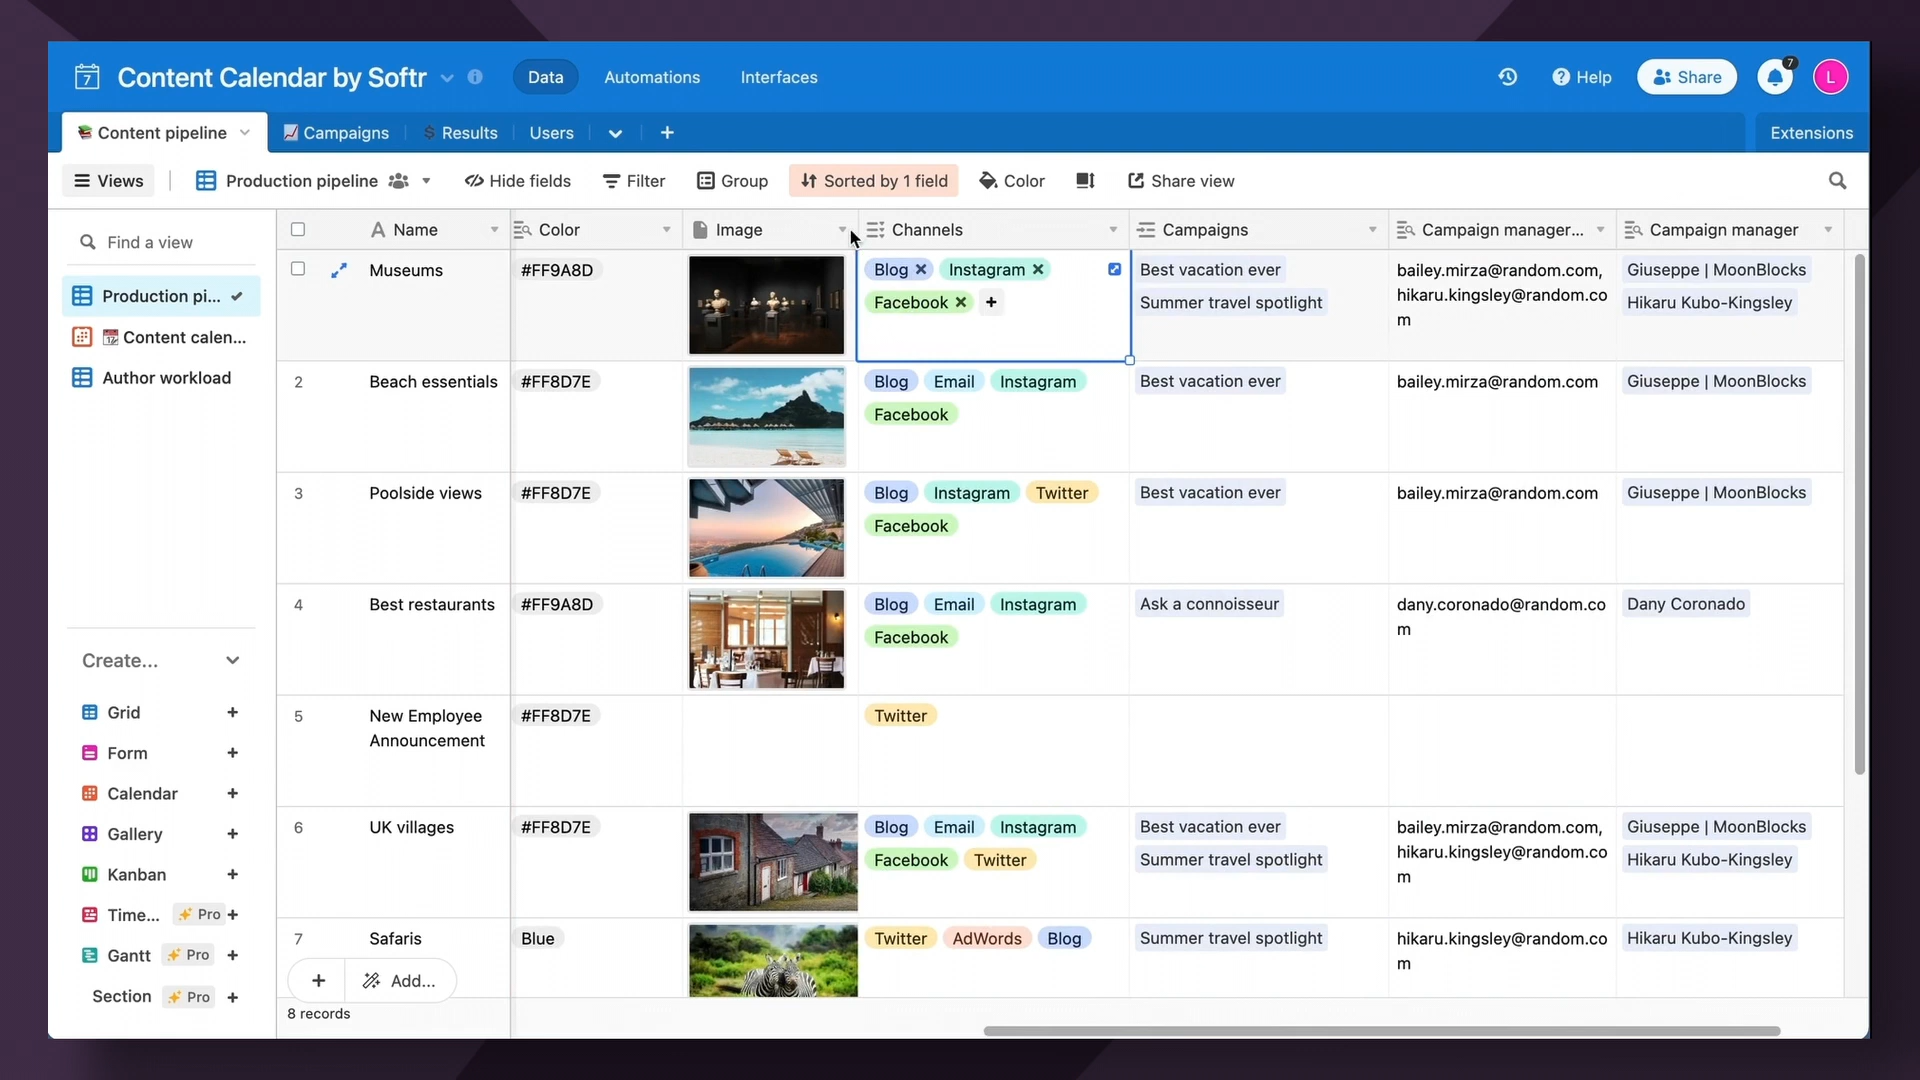 7 Content Calendar by Softr Data Automations Interfaces Help Share 7 L
Content pipeline Campaigns $ Results Users + Extensions
Views Production pipeline Hide fields Filter Group Sorted by 1 field Color Share view
Find a view
Production pi...
Content calen...
Author workload
Create...
Grid +
Form +
Calendar +
Gallery +
Kanban +
Time... Pro +
Gantt Pro +
Section Pro +
A Name Color Image Channels Campaigns Campaign manager... Campaign manager
Museums #FF9A8D Blog × Instagram × Best vacation ever bailey.mirza@random.com, Giuseppe | MoonBlocks
Facebook × + Summer travel spotlight hikaru.kingsley@random.co Hikaru Kubo-Kingsley
m
2 Beach essentials #FF8D7E Blog Email Instagram Best vacation ever bailey.mirza@random.com Giuseppe | MoonBlocks
Facebook
3 Poolside views #FF8D7E Blog Instagram Twitter Best vacation ever bailey.mirza@random.com Giuseppe | MoonBlocks
Facebook
4 Best restaurants #FF9A8D Blog Email Instagram Ask a connoisseur dany.coronado@random.co Dany Coronado
Facebook m
5 New Employee #FF8D7E Twitter
Announcement
6 UK villages #FF8D7E Blog Email Instagram Best vacation ever bailey.mirza@random.com, Giuseppe | MoonBlocks
Facebook Twitter Summer travel spotlight hikaru.kingsley@random.co Hikaru Kubo-Kingsley
m
7 Safaris Blue Twitter AdWords Blog Summer travel spotlight hikaru.kingsley@random.co Hikaru Kubo-Kingsley
m
+ Add...
8 records